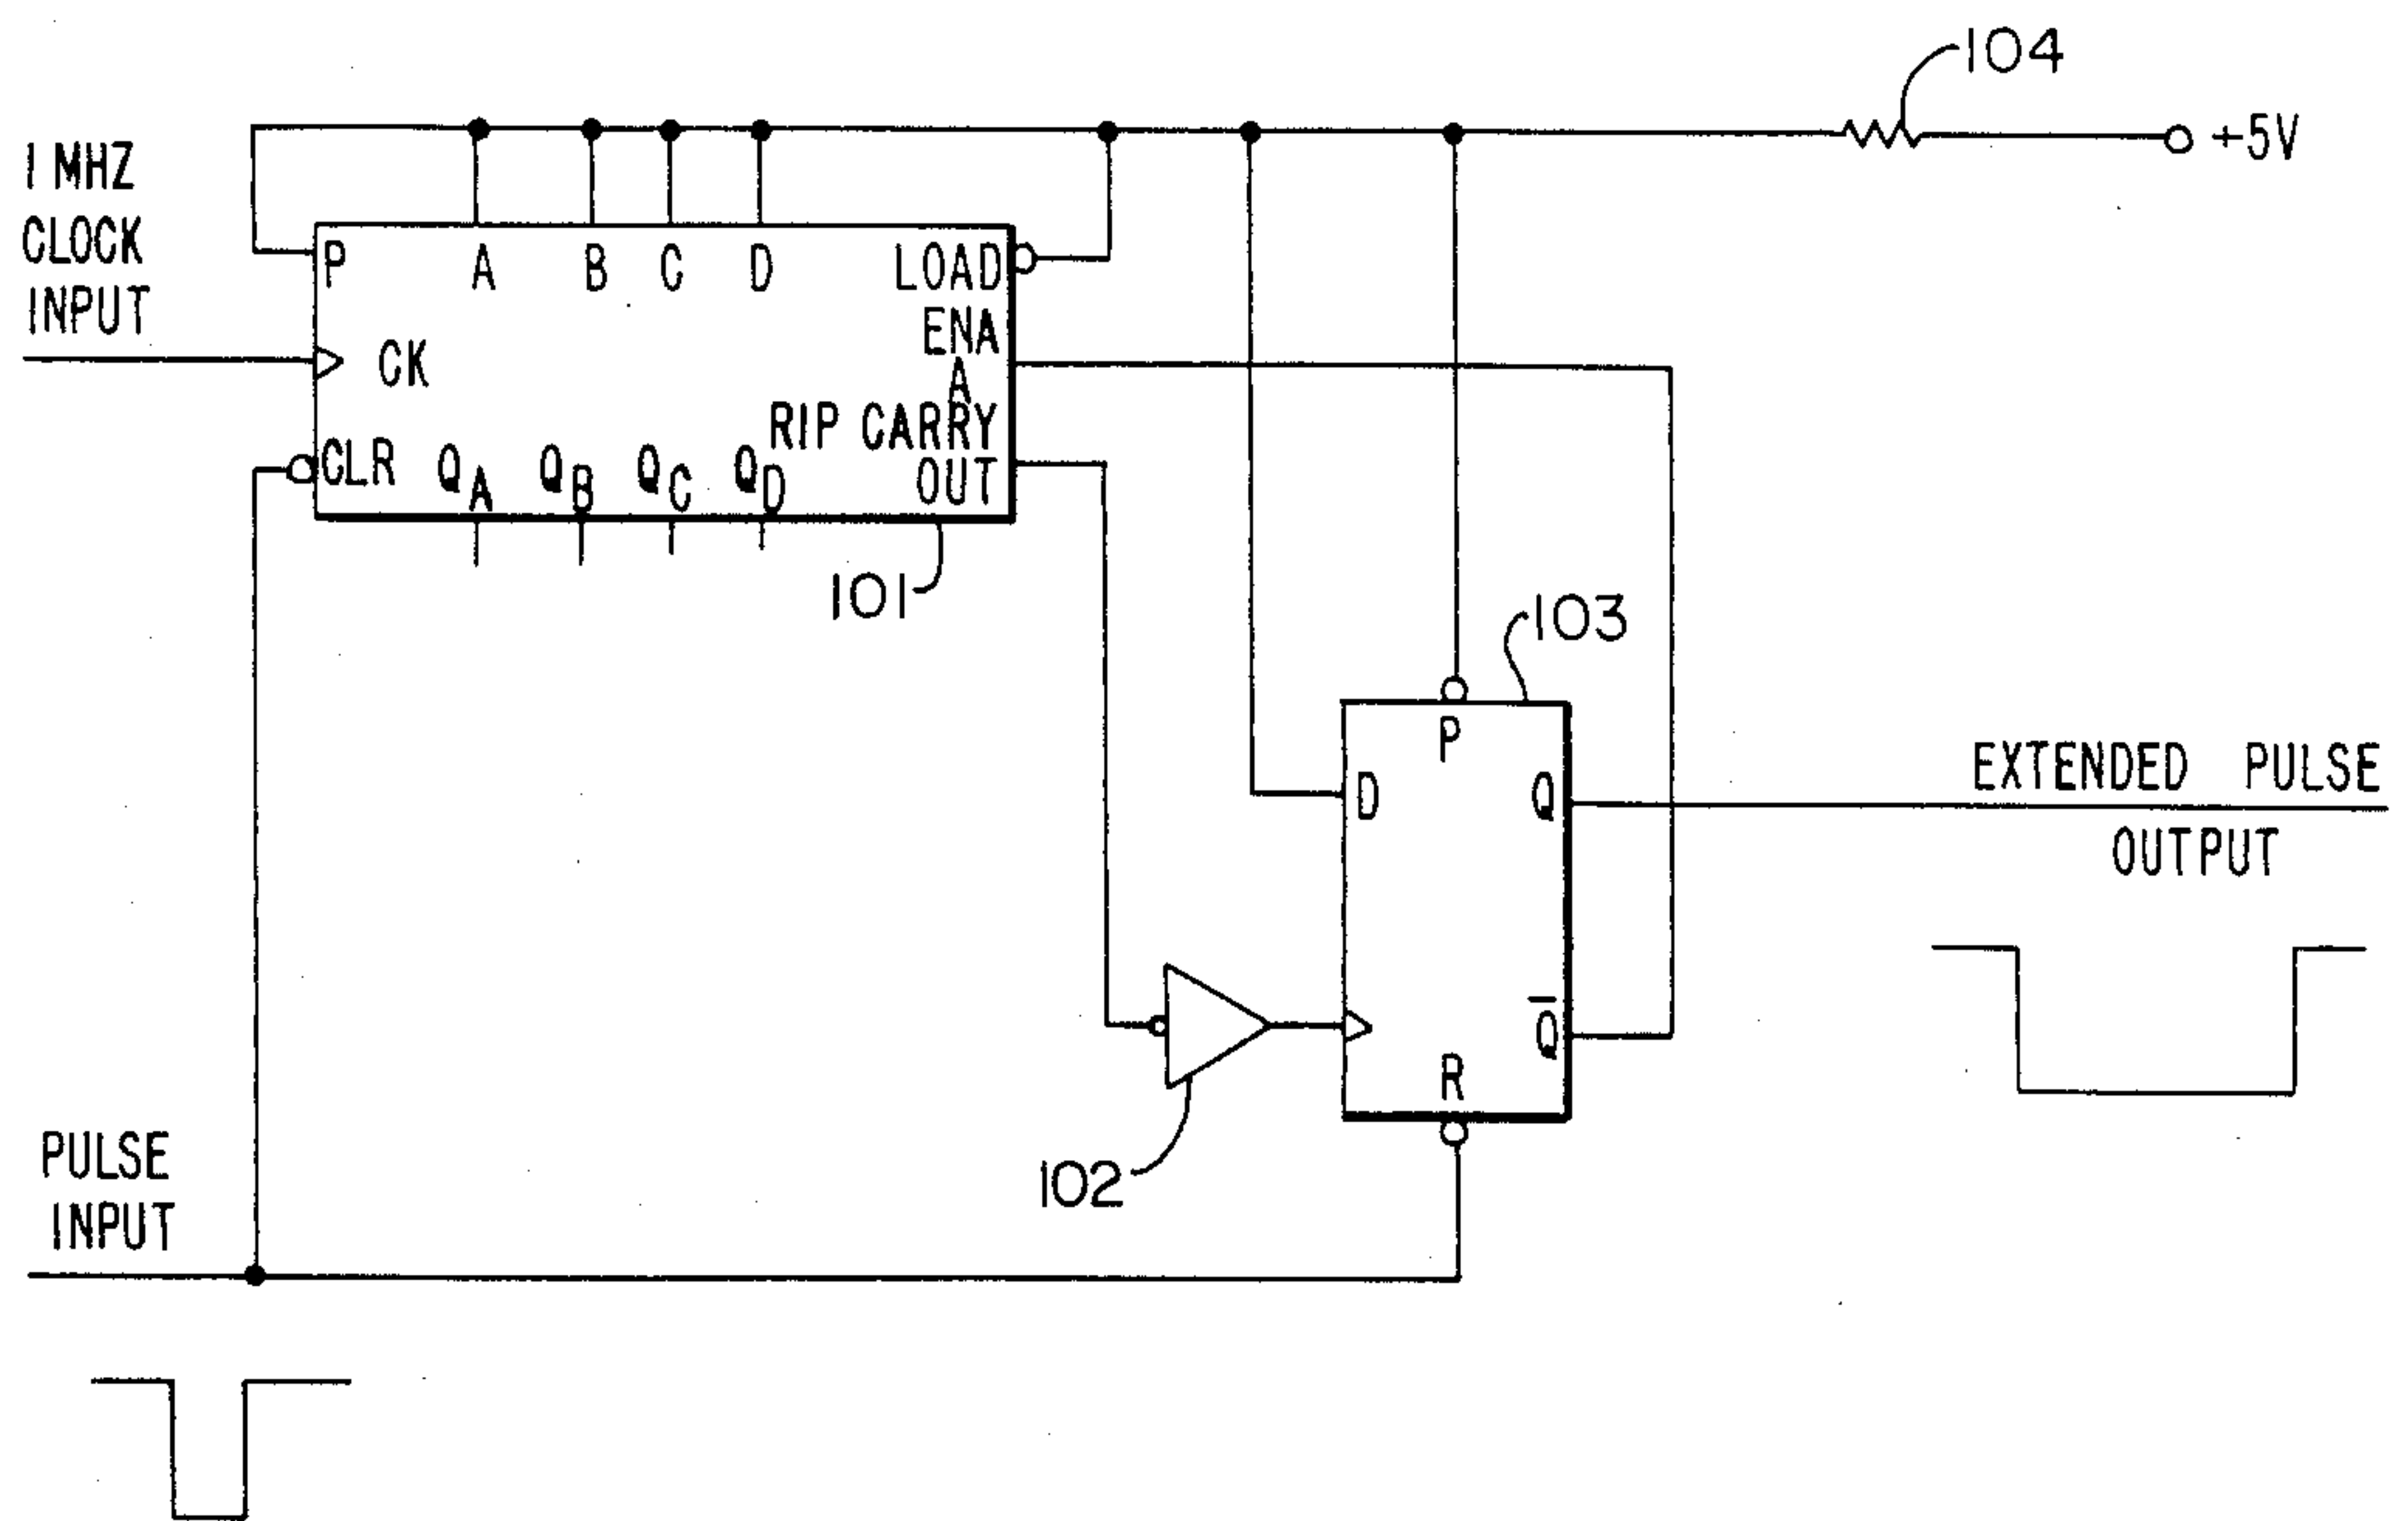 104
+5V
1 MHZ
CLOCK
INPUT
P
A
B
C
D
LOAD
ENA
A
CK
RIP CARRY
OUT
CLR
QA
QB
QC
QD
101
103
P
D
Q
EXTENDED PULSE
OUTPUT
Q̅
R
102
PULSE
INPUT